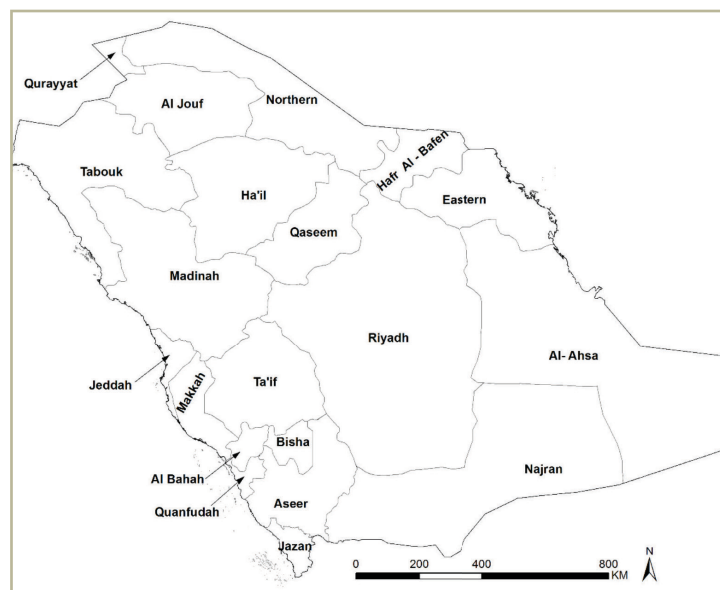 Qurayyat
Al Jouf
Northern
Hafr Al - Bafen
Tabouk
Ha'il
Eastern
Qaseem
Madinah
Riyadh
Al- Ahsa
Jeddah
Makkah
Ta'if
Bisha
Najran
Al Bahah
Quanfudah
Aseer
Jazan
N
0 200 400 800
KM